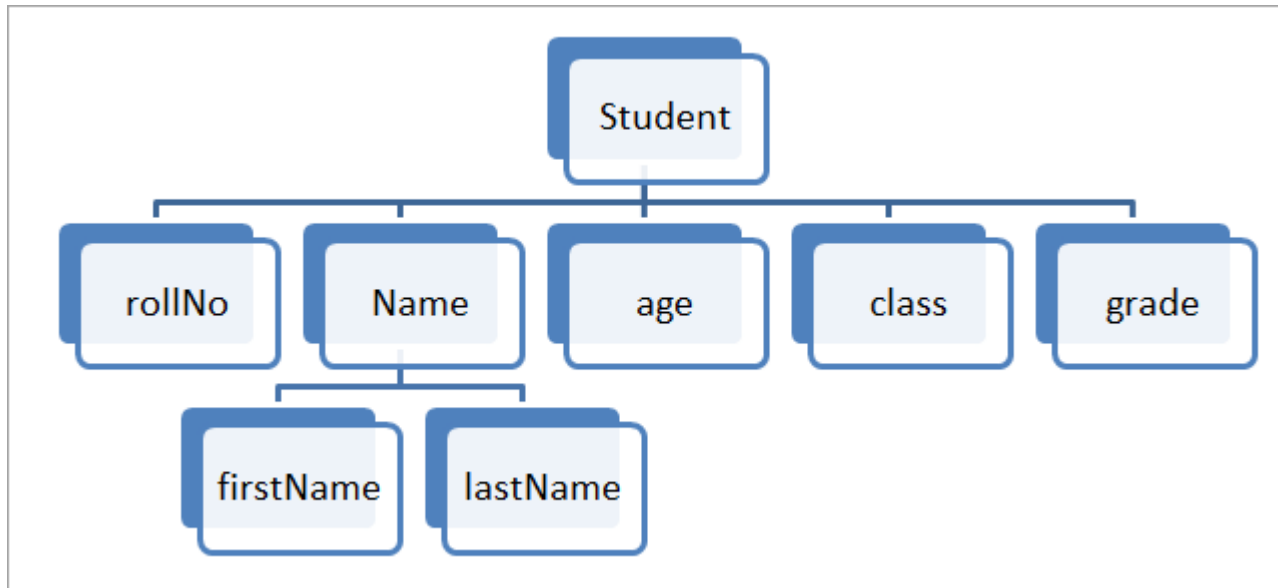 Student
rollNo
Name
age
class
grade
firstName
lastName